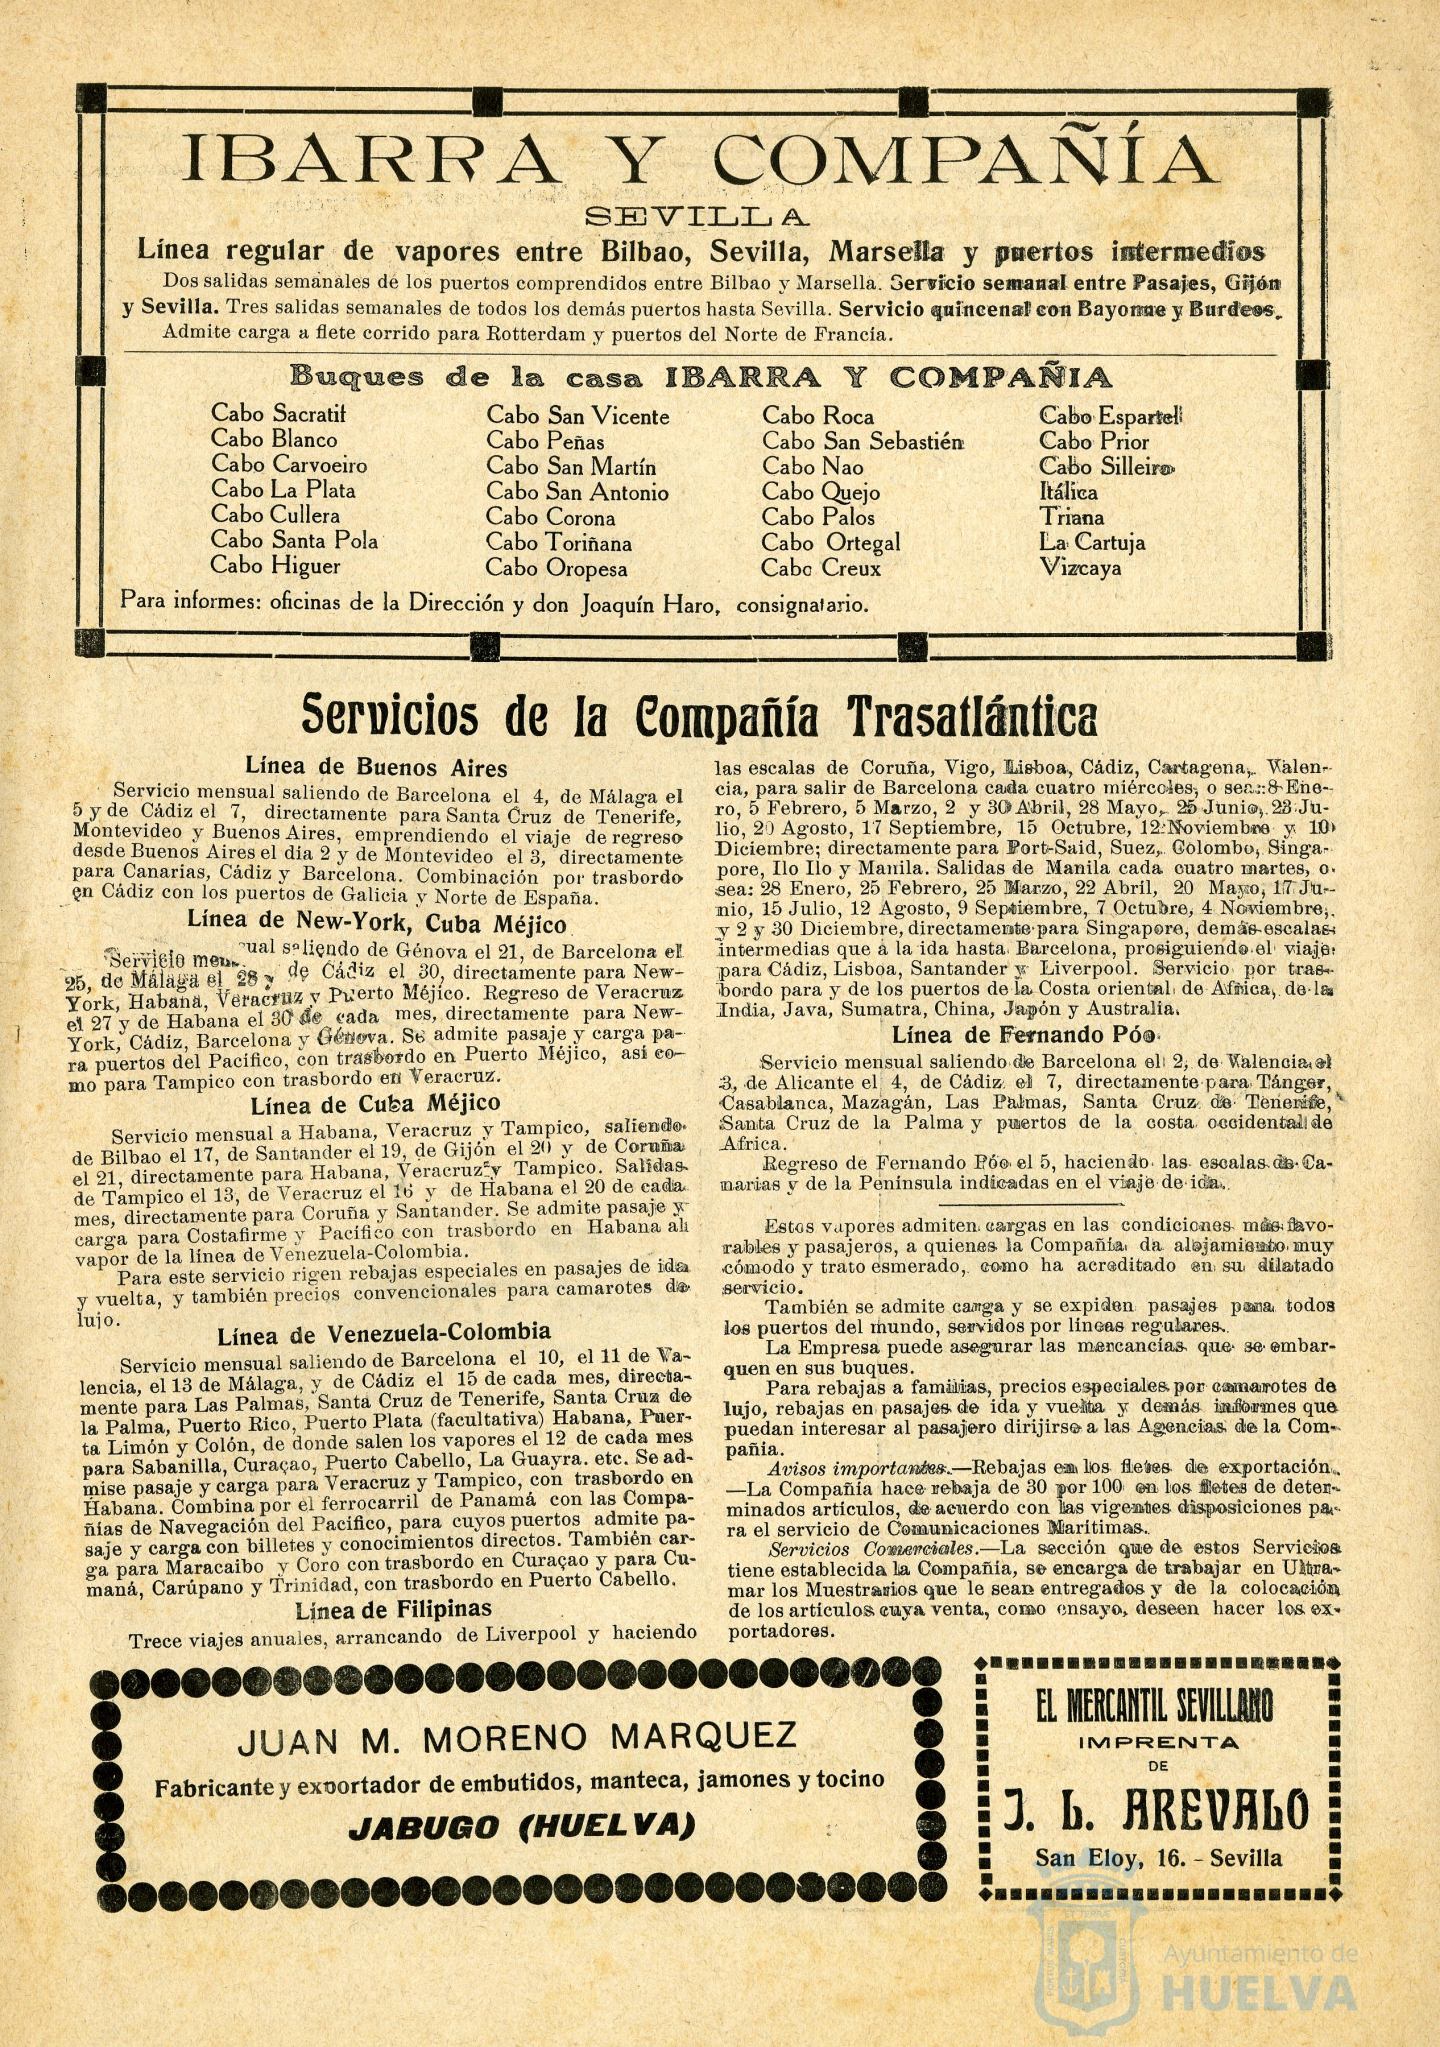 IBARRA Y COMPAÑÍA
SEVILLA
Línea regular de vapores entre Bilbao, Sevilla, Marsella y puertos intermedios
Dos salidas semanales de los puertos comprendidos entre Bilbao y Marsella. Servicio semanal entre Pasajes, Gijón
y Sevilla. Tres salidas semanales de todos los demás puertos hasta Sevilla. Servicio quincenal con Bayonne y Burdeos.
Admite carga a flete corrido para Rotterdam y puertos del Norte de Francia.
Buques de la casa IBARRA Y COMPAÑIA
Cabo Sacratif
Cabo Blanco
Cabo Carvoeiro
Cabo La Plata
Cabo Cullera
Cabo Santa Pola
Cabo Higuer
Cabo San Vicente
Cabo Peñas
Cabo San Martín
Cabo San Antonio
Cabo Corona
Cabo Toriñana
Cabo Oropesa
Cabo Roca
Cabo San Sebastién
Cabo Nao
Cabo Quejo
Cabo Palos
Cabo Ortegal
Cabo Creux
Cabo Espartel
Cabo Prior
Cabo Silleiro
Itálica
Triana
La Cartuja
Vizcaya
Para informes: oficinas de la Dirección y don Joaquín Haro, consignatario.
Servicios de la Compañía Trasatlántica
Línea de Buenos Aires
Servicio mensual saliendo de Barcelona el 4, de Málaga el
5 y de Cádiz el 7, directamente para Santa Cruz de Tenerife,
Montevideo y Buenos Aires, emprendiendo el viaje de regreso
desde Buenos Aires el dia 2 y de Montevideo el 3, directamente
para Canarias, Cádiz y Barcelona. Combinación por trasbordo
en Cádiz con los puertos de Galicia y Norte de España.
Línea de New-York, Cuba Méjico
Servicio mensual saliendo de Génova el 21, de Barcelona el
25, de Málaga el 28 y de Cádiz el 30, directamente para New-
York, Habana, Veracruz y Puerto Méjico. Regreso de Veracruz
el 27 y de Habana el 30 de cada mes, directamente para New-
York, Cádiz, Barcelona y Génova. Se admite pasaje y carga pa-
ra puertos del Pacífico, con trasbordo en Puerto Méjico, así co-
mo para Tampico con trasbordo en Veracruz.
Línea de Cuba Méjico
Servicio mensual a Habana, Veracruz y Tampico, saliendo
de Bilbao el 17, de Santander el 19, de Gijón el 20 y de Coruña
el 21, directamente para Habana, Veracruz y Tampico. Salidas
de Tampico el 13, de Veracruz el 16 y de Habana el 20 de cada
mes, directamente para Coruña y Santander. Se admite pasaje y
carga para Costafirme y Pacífico con trasbordo en Habana al
vapor de la línea de Venezuela-Colombia.
Para este servicio rigen rebajas especiales en pasajes de ida
y vuelta, y también precios convencionales para camarotes de
lujo.
Línea de Venezuela-Colombia
Servicio mensual saliendo de Barcelona el 10, el 11 de Va-
lencia, el 13 de Málaga, y de Cádiz el 15 de cada mes, directa-
mente para Las Palmas, Santa Cruz de Tenerife, Santa Cruz de
la Palma, Puerto Rico, Puerto Plata (facultativa) Habana, Puer-
ta Limón y Colón, de donde salen los vapores el 12 de cada mes
para Sabanilla, Curaçao, Puerto Cabello, La Guayra. etc. Se ad-
mise pasaje y carga para Veracruz y Tampico, con trasbordo en
Habana. Combina por el ferrocarril de Panamá con las Compa-
ñías de Navegación del Pacífico, para cuyos puertos admite pa-
saje y carga con billetes y conocimientos directos. También car-
ga para Maracaibo y Coro con trasbordo en Curaçao y para Cu-
maná, Carúpano y Trinidad, con trasbordo en Puerto Cabello.
Línea de Filipinas
Trece viajes anuales, arrancando de Liverpool y haciendo
las escalas de Coruña, Vigo, Lisboa, Cádiz, Cartagena, Valen-
cia, para salir de Barcelona cada cuatro miércoles, o sea: 8 Ene-
ro, 5 Febrero, 5 Marzo, 2 y 30 Abril, 28 Mayo, 25 Junio, 23 Ju-
lio, 20 Agosto, 17 Septiembre, 15 Octubre, 12 Noviembre y 10
Diciembre; directamente para Port-Said, Suez, Colombo, Singa-
pore, Ilo Ilo y Manila. Salidas de Manila cada cuatro martes, o
sea: 28 Enero, 25 Febrero, 25 Marzo, 22 Abril, 20 Mayo, 17 Ju-
nio, 15 Julio, 12 Agosto, 9 Septiembre, 7 Octubre, 4 Noviembre,
y 2 y 30 Diciembre, directamente para Singapore, demás escalas
intermedias que a la ida hasta Barcelona, prosiguiendo el viaje
para Cádiz, Lisboa, Santander y Liverpool. Servicio por tras-
bordo para y de los puertos de la Costa oriental de Africa, de la
India, Java, Sumatra, China, Japón y Australia.
Línea de Fernando Póo
Servicio mensual saliendo de Barcelona el 2, de Valencia el
3, de Alicante el 4, de Cádiz el 7, directamente para Tánger,
Casablanca, Mazagán, Las Palmas, Santa Cruz de Tenerife,
Santa Cruz de la Palma y puertos de la costa occidental de
Africa.
Regreso de Fernando Póo el 5, haciendo las escalas de Ca-
narias y de la Península indicadas en el viaje de ida.
Estos vapores admiten cargas en las condiciones más favo-
rables y pasajeros, a quienes la Compañía da alojamiento muy
cómodo y trato esmerado, como ha acreditado en su dilatado
servicio.
También se admite carga y se expiden pasajes para todos
los puertos del mundo, servidos por líneas regulares.
La Empresa puede asegurar las mercancías que se embar-
quen en sus buques.
Para rebajas a familias, precios especiales por camarotes de
lujo, rebajas en pasajes de ida y vuelta y demás informes que
puedan interesar al pasajero dirijirse a las Agencias de la Com-
pañia.
Avisos importantes.—Rebajas en los fletes de exportación.
—La Compañía hace rebaja de 30 por 100 en los fletes de deter-
minados artículos, de acuerdo con las vigentes disposiciones pa-
ra el servicio de Comunicaciones Marítimas.
Servicios Comerciales.—La sección que de estos Servicios
tiene establecida la Compañía, se encarga de trabajar en Ultra-
mar los Muestrarios que le sean entregados y de la colocación
de los artículos cuya venta, como ensayo, deseen hacer los ex-
portadores.
JUAN M. MORENO MARQUEZ
Fabricante y exportador de embutidos, manteca, jamones y tocino
JABUGO (HUELVA)
EL MERCANTIL SEVILLANO
IMPRENTA
DE
J. L. AREVALO
San Eloy, 16. - Sevilla
Ayuntamiento de
HUELVA